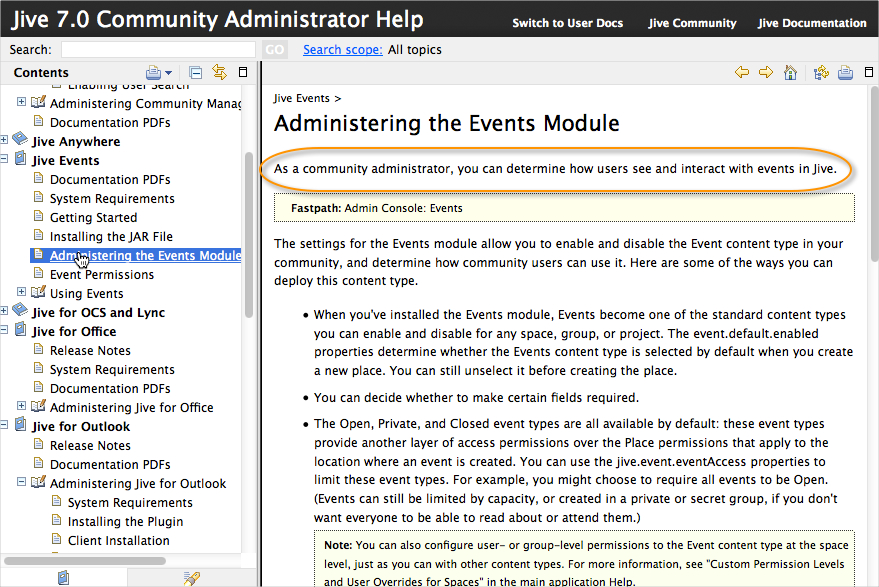 Jive 7.0 Community Administrator Help
Switch to User Docs Jive Community Jive Documentation
Search: GO Search scope: All topics
Contents
Enabling User Search
Administering Community Manag
Documentation PDFs
Jive Anywhere
Jive Events
Documentation PDFs
System Requirements
Getting Started
Installing the JAR File
Administering the Events Module
Event Permissions
Using Events
Jive for OCS and Lync
Jive for Office
Release Notes
System Requirements
Documentation PDFs
Administering Jive for Office
Jive for Outlook
Release Notes
Documentation PDFs
Administering Jive for Outlook
System Requirements
Installing the Plugin
Client Installation
Jive Events >
Administering the Events Module
As a community administrator, you can determine how users see and interact with events in Jive.
Fastpath: Admin Console: Events
The settings for the Events module allow you to enable and disable the Event content type in your
community, and determine how community users can use it. Here are some of the ways you can
deploy this content type.
• When you've installed the Events module, Events become one of the standard content types
you can enable and disable for any space, group, or project. The event.default.enabled
properties determine whether the Events content type is selected by default when you create
a new place. You can still unselect it before creating the place.
• You can decide whether to make certain fields required.
• The Open, Private, and Closed event types are all available by default: these event types
provide another layer of access permissions over the Place permissions that apply to the
location where an event is created. You can use the jive.event.eventAccess properties to
limit these event types. For example, you might choose to require all events to be Open.
(Events can still be limited by capacity, or created in a private or secret group, if you don't
want everyone to be able to read about or attend them.)
Note: You can also configure user- or group-level permissions to the Event content type at the space
level, just as you can with other content types. For more information, see "Custom Permission Levels
and User Overrides for Spaces" in the main application Help.